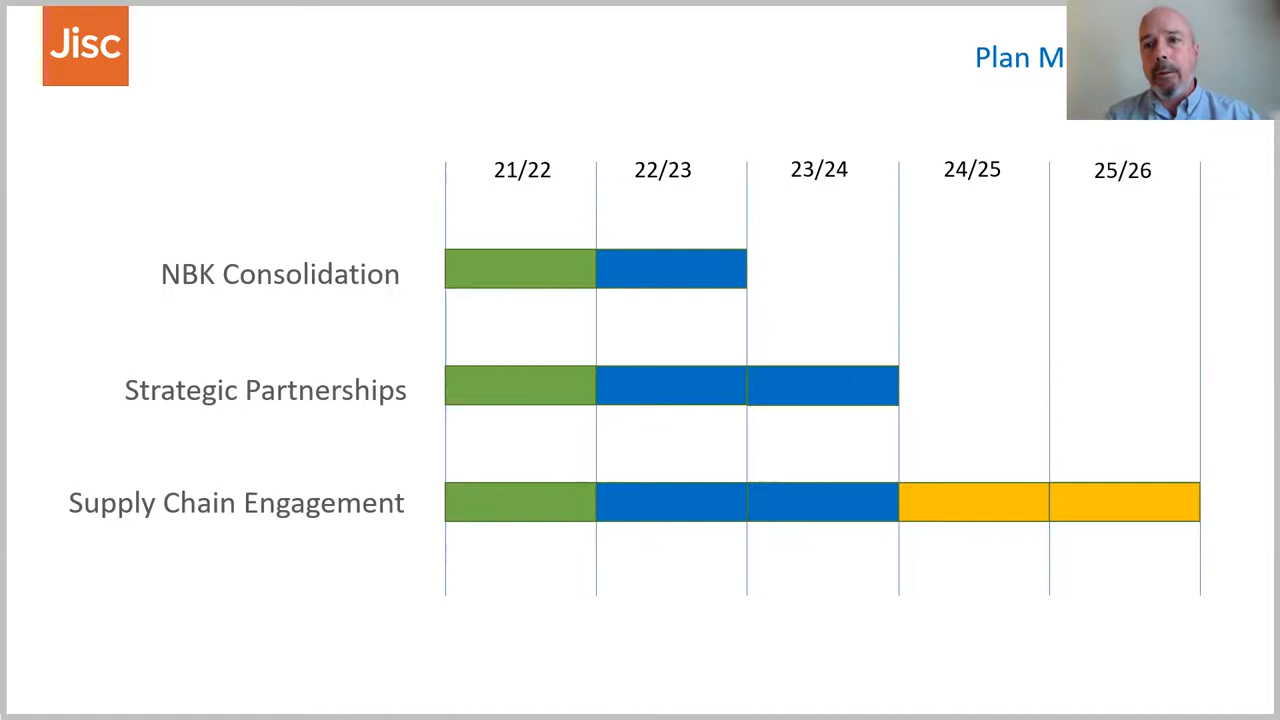 Jisc
Plan M
21/22 22/23 23/24 24/25 25/26
NBK Consolidation
Strategic Partnerships
Supply Chain Engagement